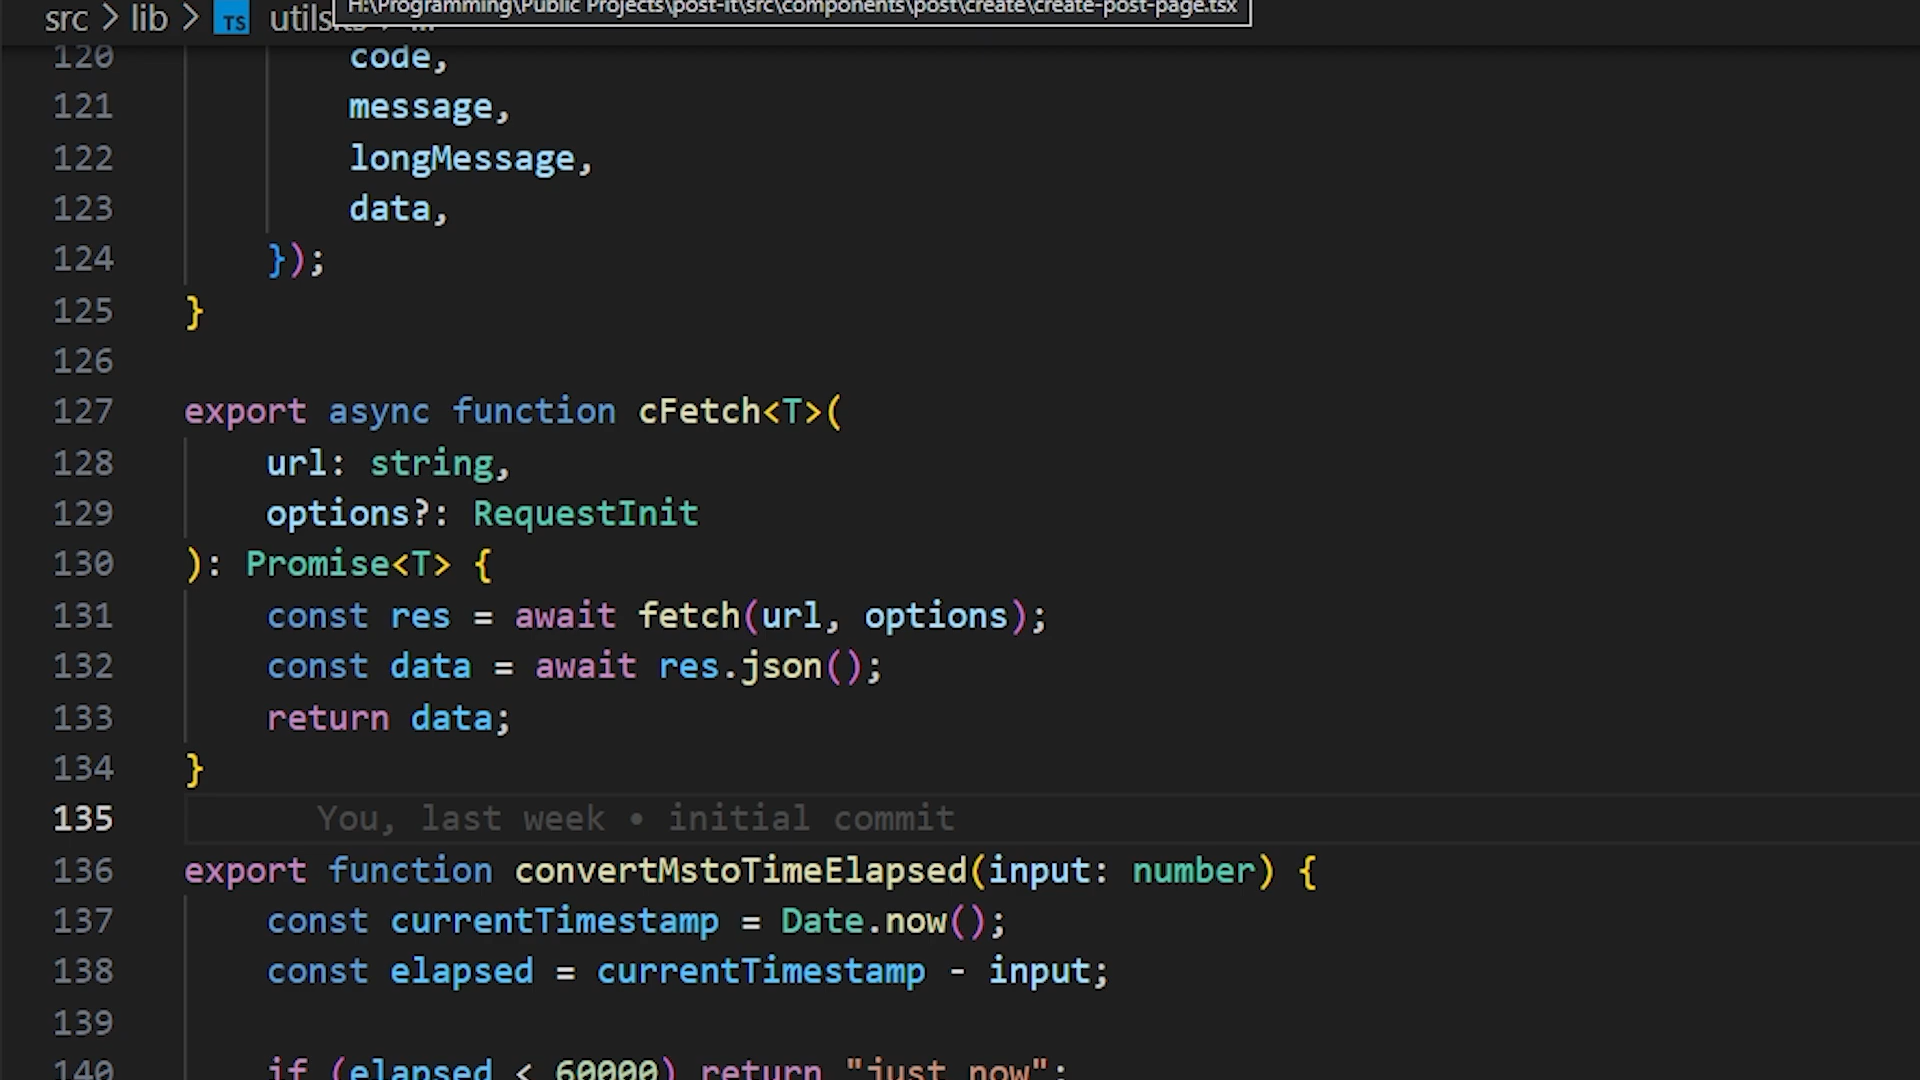 H:\Programming\Public Projects\post-it\src\components\post\create\create-post-page.tsx
src > lib > TS utils.ts > ...
120 code,
121 message,
122 longMessage,
123 data,
124 });
125 }
126
127 export async function cFetch<T>(
128 url: string,
129 options?: RequestInit
130 ): Promise<T> {
131 const res = await fetch(url, options);
132 const data = await res.json();
133 return data;
134 }
135 You, last week • initial commit
136 export function convertMstoTimeElapsed(input: number) {
137 const currentTimestamp = Date.now();
138 const elapsed = currentTimestamp - input;
139
140 if (elapsed < 60000) return "just now";